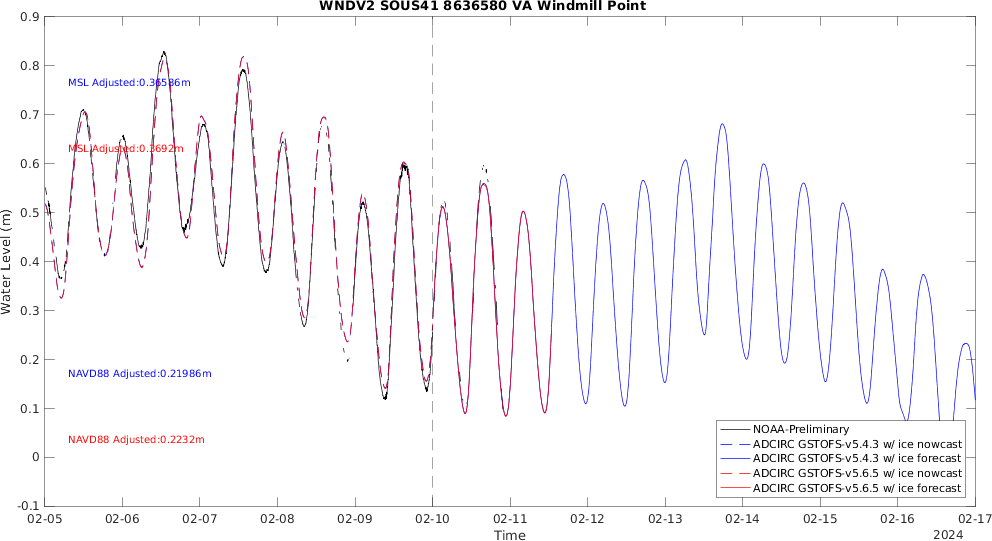 WNDV2 SOUS41 8636580 VA Windmill Point
0.9
0.8
0.7
0.6
0.5
0.4
0.3
0.2
0.1
0
-0.1
Water Level (m)
MSL Adjusted:0.36586m
MSL Adjusted:0.3692m
NAVD88 Adjusted:0.21986m
NAVD88 Adjusted:0.2232m
NOAA-Preliminary
ADCIRC GSTOFS-v5.4.3 w/ ice nowcast
ADCIRC GSTOFS-v5.4.3 w/ ice forecast
ADCIRC GSTOFS-v5.6.5 w/ ice nowcast
ADCIRC GSTOFS-v5.6.5 w/ ice forecast
02-05 02-06 02-07 02-08 02-09 02-10 02-11 02-12 02-13 02-14 02-15 02-16 02-17
Time
2024